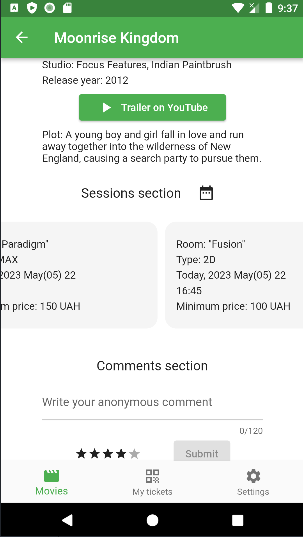 9:37
Moonrise Kingdom
Studio: Focus Features, Indian Paintbrush
Release year: 2012
Trailer on YouTube
Plot: A young boy and girl fall in love and run
away together into the wilderness of New
England, causing a search party to pursue them.
Sessions section
Paradigm"
MAX
2023 May(05) 22
m price: 150 UAH
Room: "Fusion"
Type: 2D
Today, 2023 May(05) 22
16:45
Minimum price: 100 UAH
Comments section
Write your anonymous comment
0/120
Submit
Movies
My tickets
Settings